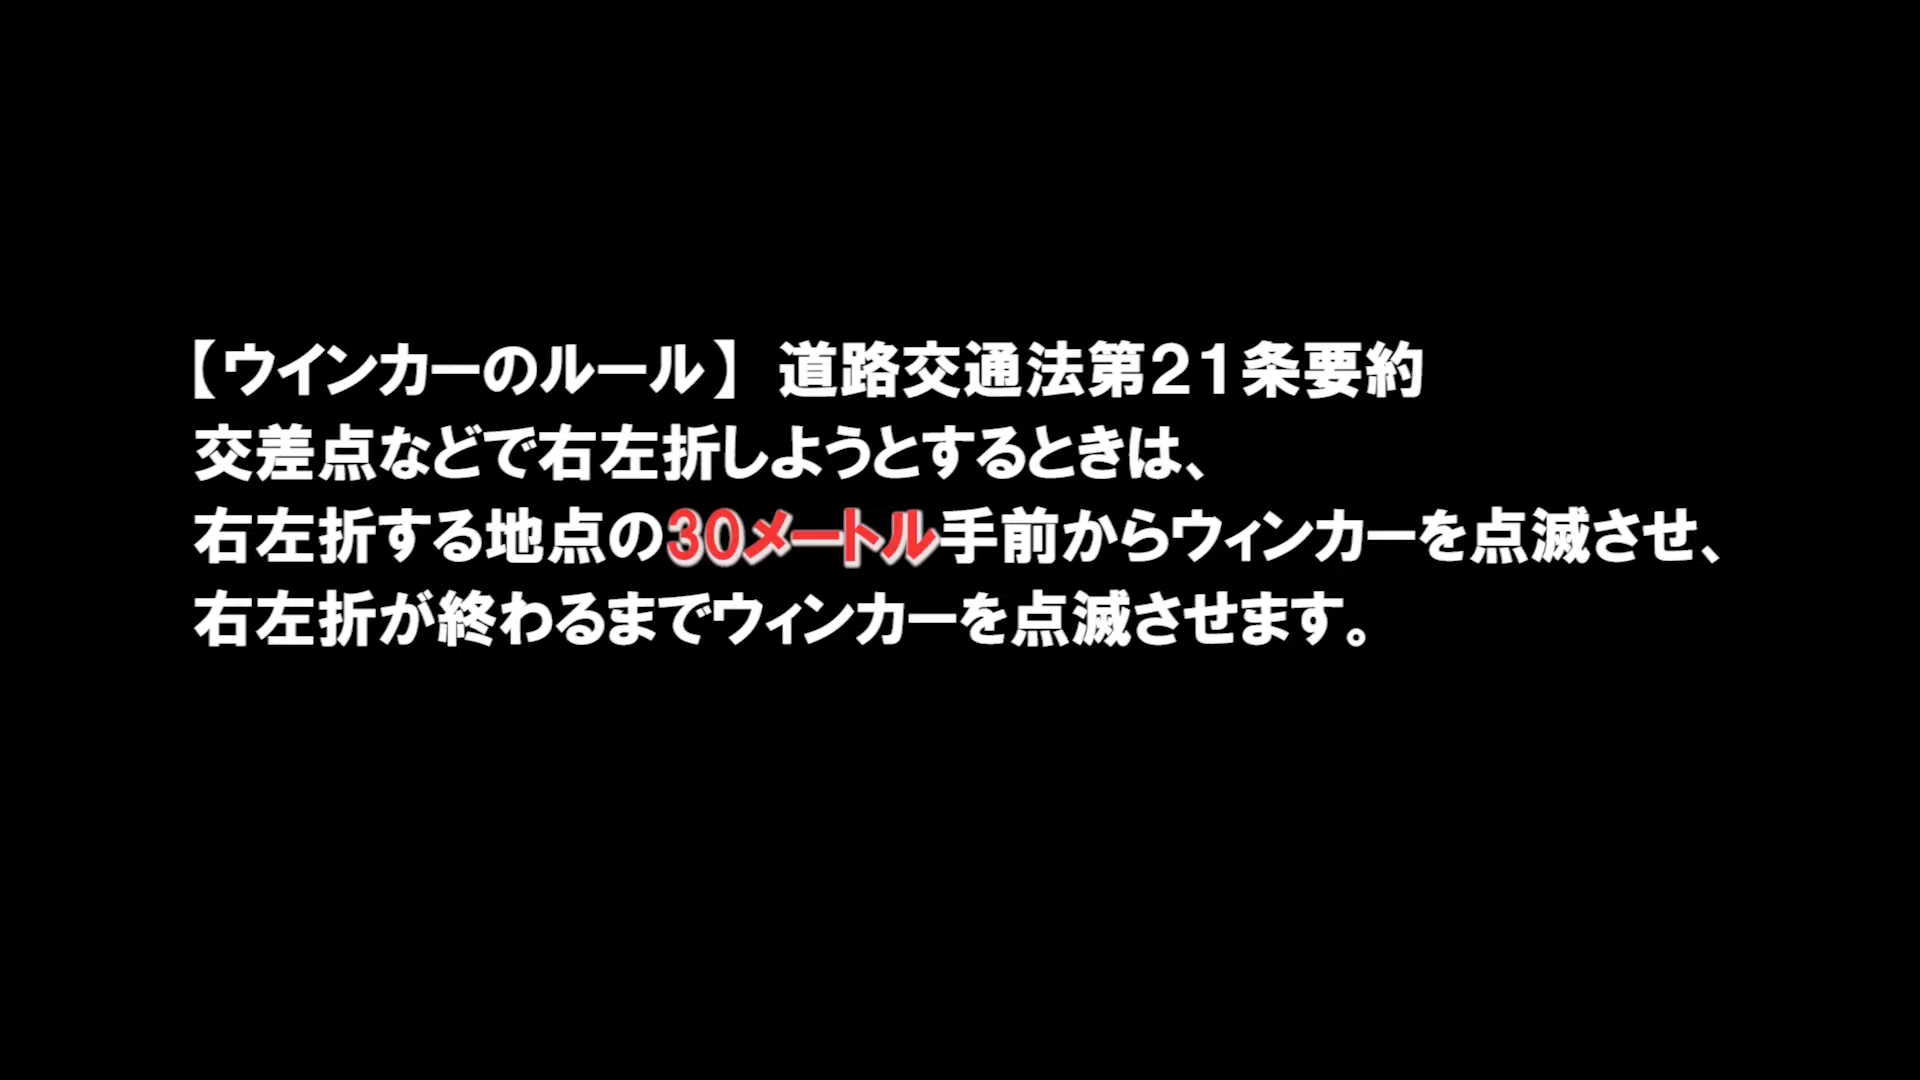 【ウインカーのルール】 道路交通法第21条要約
交差点などで右左折しようとするときは、
右左折する地点の30メートル手前からウィンカーを点滅させ、
右左折が終わるまでウィンカーを点滅させます。